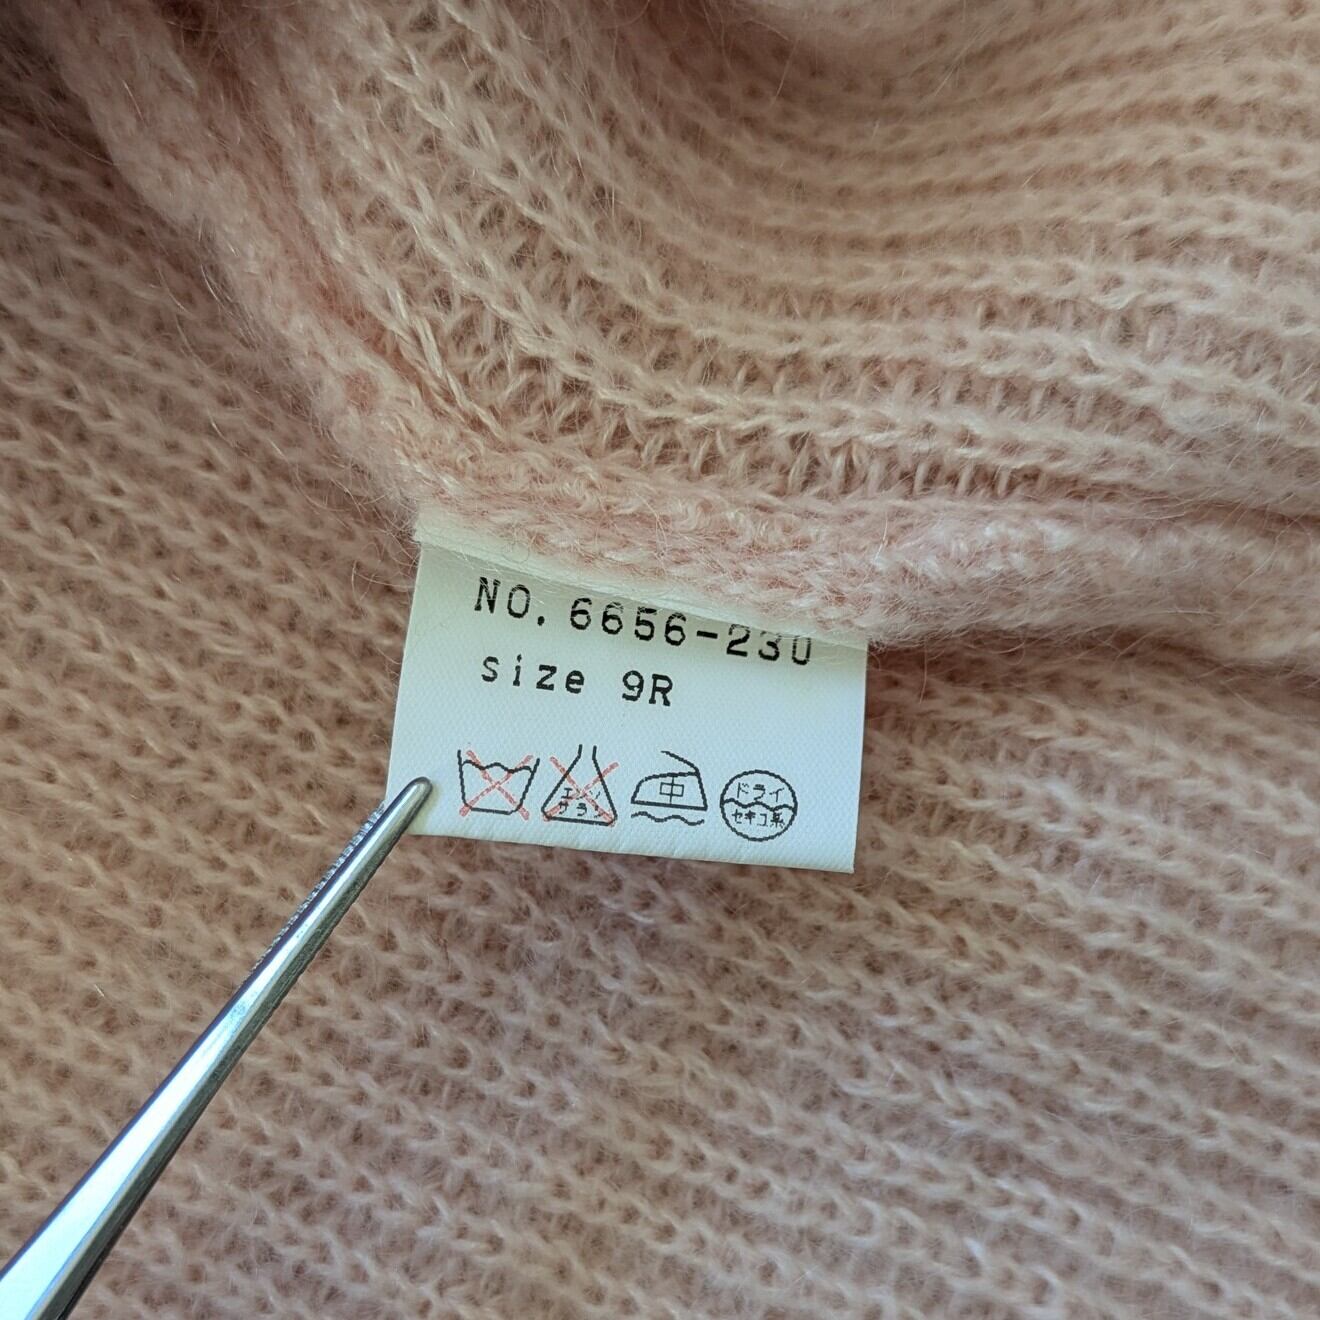 NO. 6656-230
size 9R
エンソ サラシ 中 ドライ セキユ系